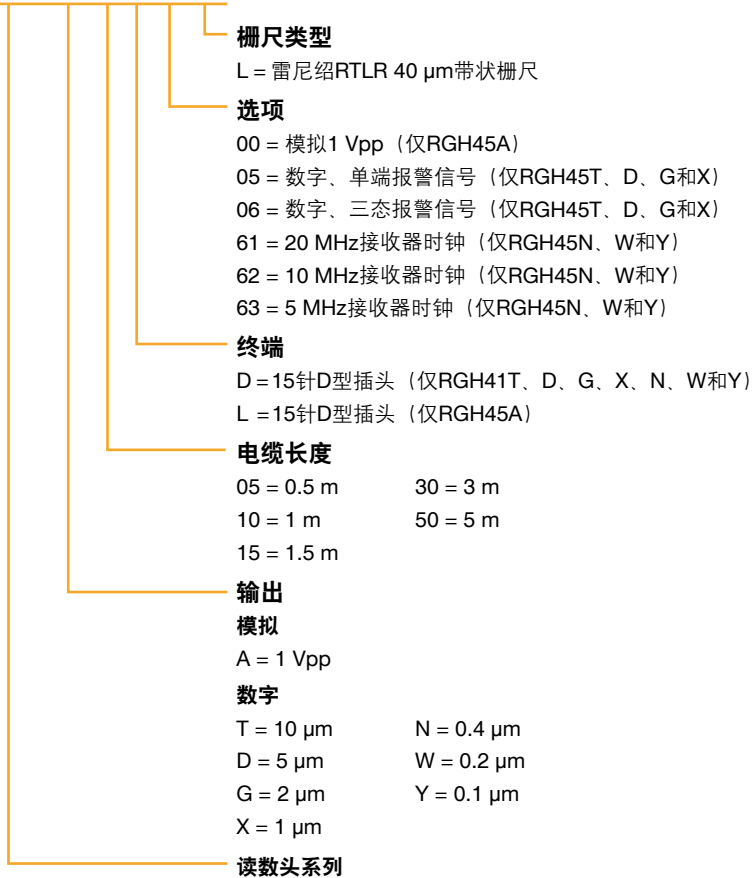 栅尺类型
L = 雷尼绍RTLR 40 µm带状栅尺
选项
00 = 模拟1 Vpp（仅RGH45A）
05 = 数字、单端报警信号（仅RGH45T、D、G和X）
06 = 数字、三态报警信号（仅RGH45T、D、G和X）
61 = 20 MHz接收器时钟（仅RGH45N、W和Y）
62 = 10 MHz接收器时钟（仅RGH45N、W和Y）
63 = 5 MHz接收器时钟（仅RGH45N、W和Y）
终端
D =15针D型插头（仅RGH41T、D、G、X、N、W和Y）
L =15针D型插头（仅RGH45A）
电缆长度
05 = 0.5 m 30 = 3 m
10 = 1 m 50 = 5 m
15 = 1.5 m
输出
模拟
A = 1 Vpp
数字
T = 10 µm N = 0.4 µm
D = 5 µm W = 0.2 µm
G = 2 µm Y = 0.1 µm
X = 1 µm
读数头系列